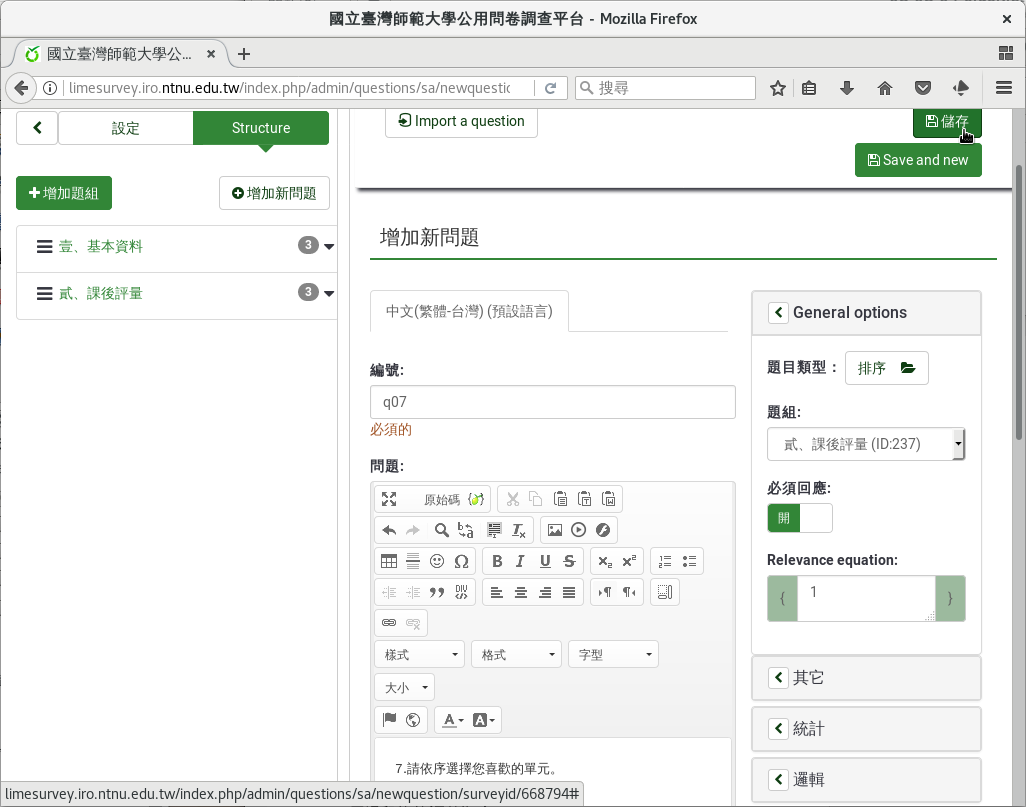 國立臺灣師範大學公用問卷調查平台 - Mozilla Firefox
國立臺灣師範大學公...
limesurvey.iro.ntnu.edu.tw/index.php/admin/questions/sa/newquestic
搜尋
設定
Structure
Import a question
儲存
Save and new
增加題組
增加新問題
壹、基本資料 3
貳、課後評量 3
增加新問題
中文(繁體-台灣) (預設語言)
編號:
q07
必須的
問題:
原始碼
樣式
格式
字型
大小
7.請依序選擇您喜歡的單元。
General options
題目類型：
排序
題組:
貳、課後評量 (ID:237)
必須回應:
開
Relevance equation:
{ 1 }
其它
統計
邏輯
limesurvey.iro.ntnu.edu.tw/index.php/admin/questions/sa/newquestion/surveyid/668794#